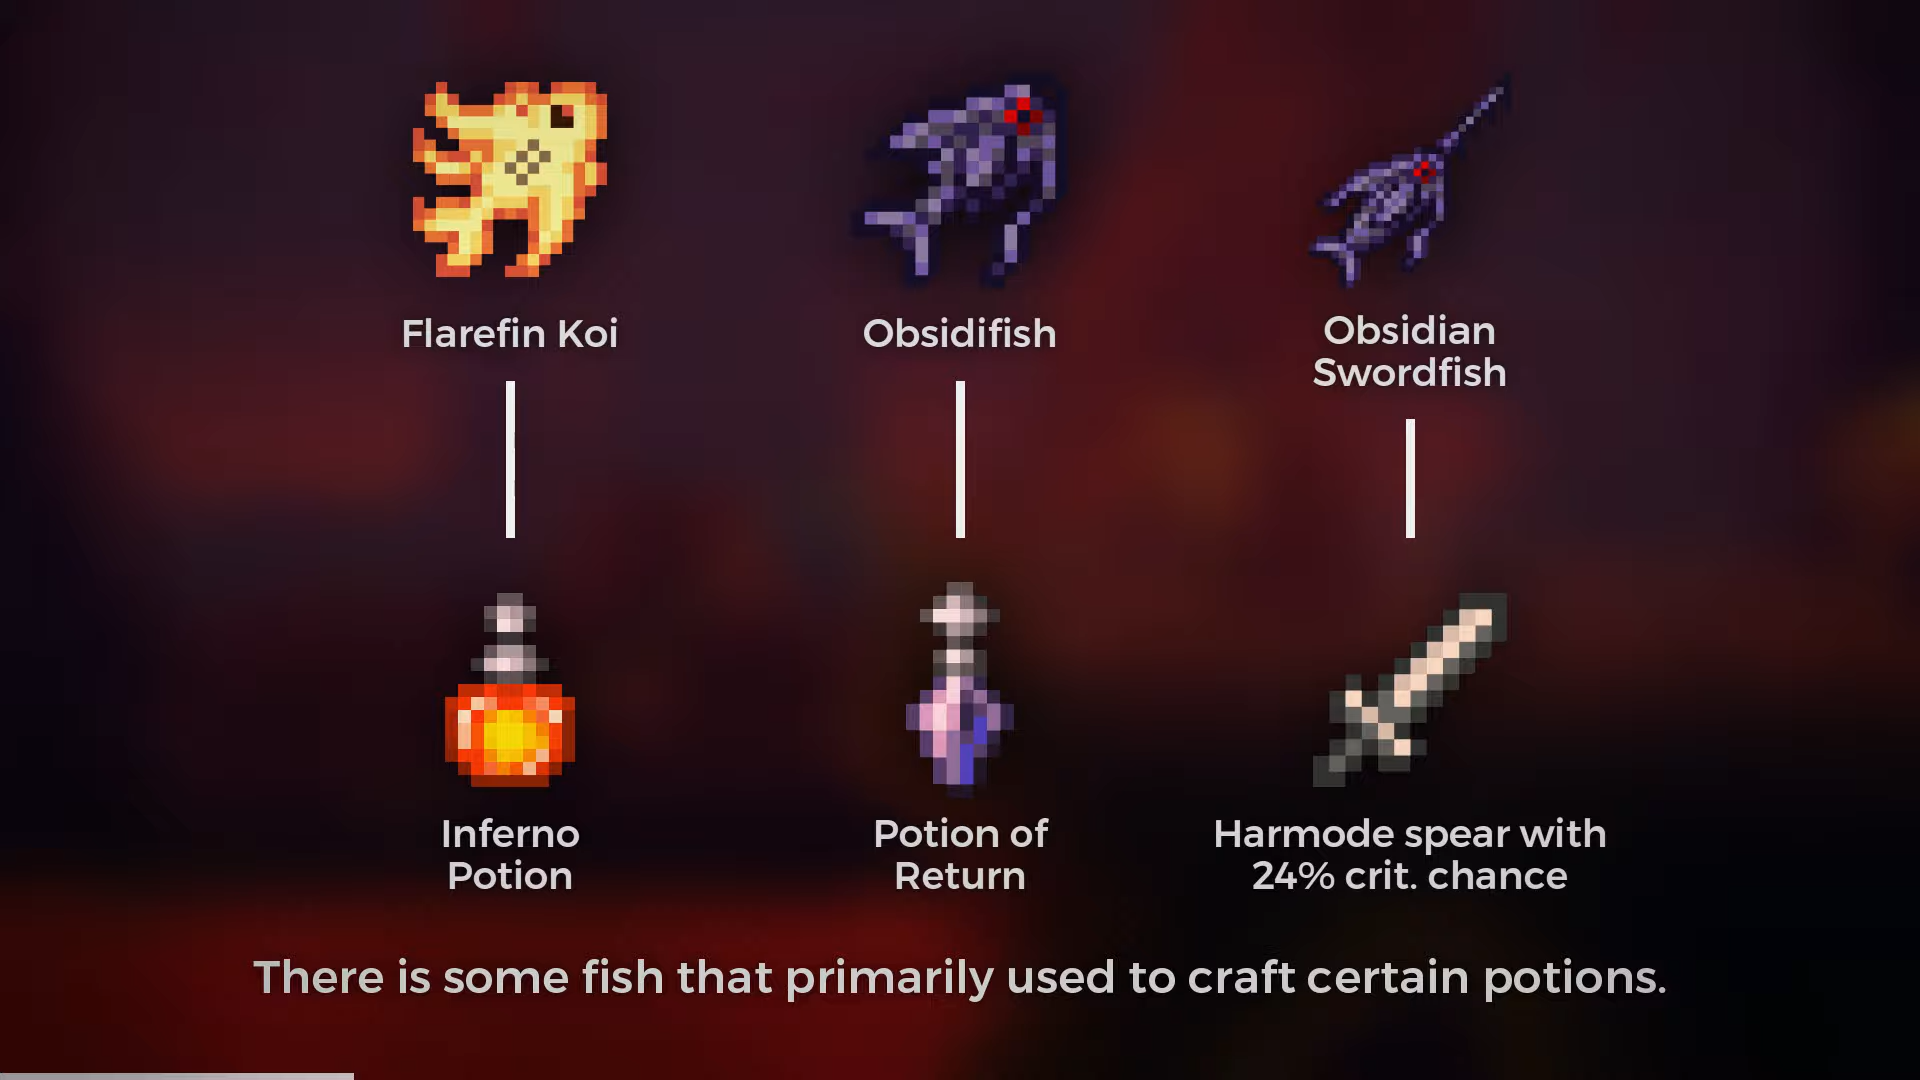 Flarefin Koi
Obsidifish
Obsidian
Swordfish
Inferno
Potion
Potion of
Return
Harmode spear with
24% crit. chance
There is some fish that primarily used to craft certain potions.